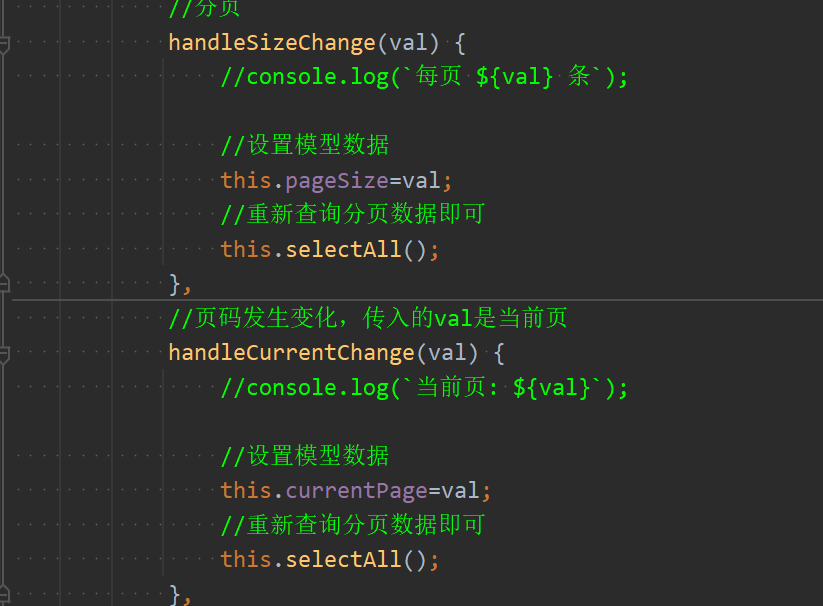 //分页
handleSizeChange(val) {
//console.log(`每页 ${val} 条`);
//设置模型数据
this.pageSize=val;
//重新查询分页数据即可
this.selectAll();
},
//页码发生变化，传入的val是当前页
handleCurrentChange(val) {
//console.log(`当前页: ${val}`);
//设置模型数据
this.currentPage=val;
//重新查询分页数据即可
this.selectAll();
},